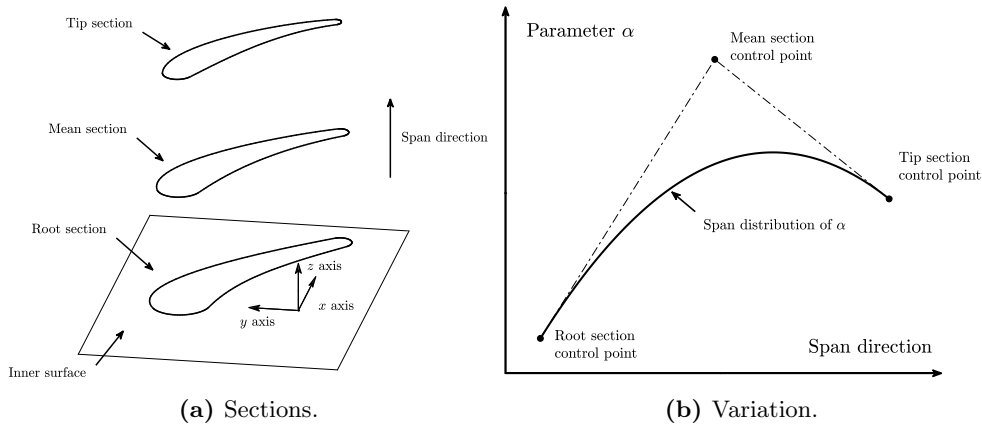 Tip section
Mean section
Span direction
Root section
z axis
x axis
y axis
Inner surface
(a) Sections.
Parameter α
Mean section
control point
Tip section
control point
Span distribution of α
Root section
control point
Span direction
(b) Variation.